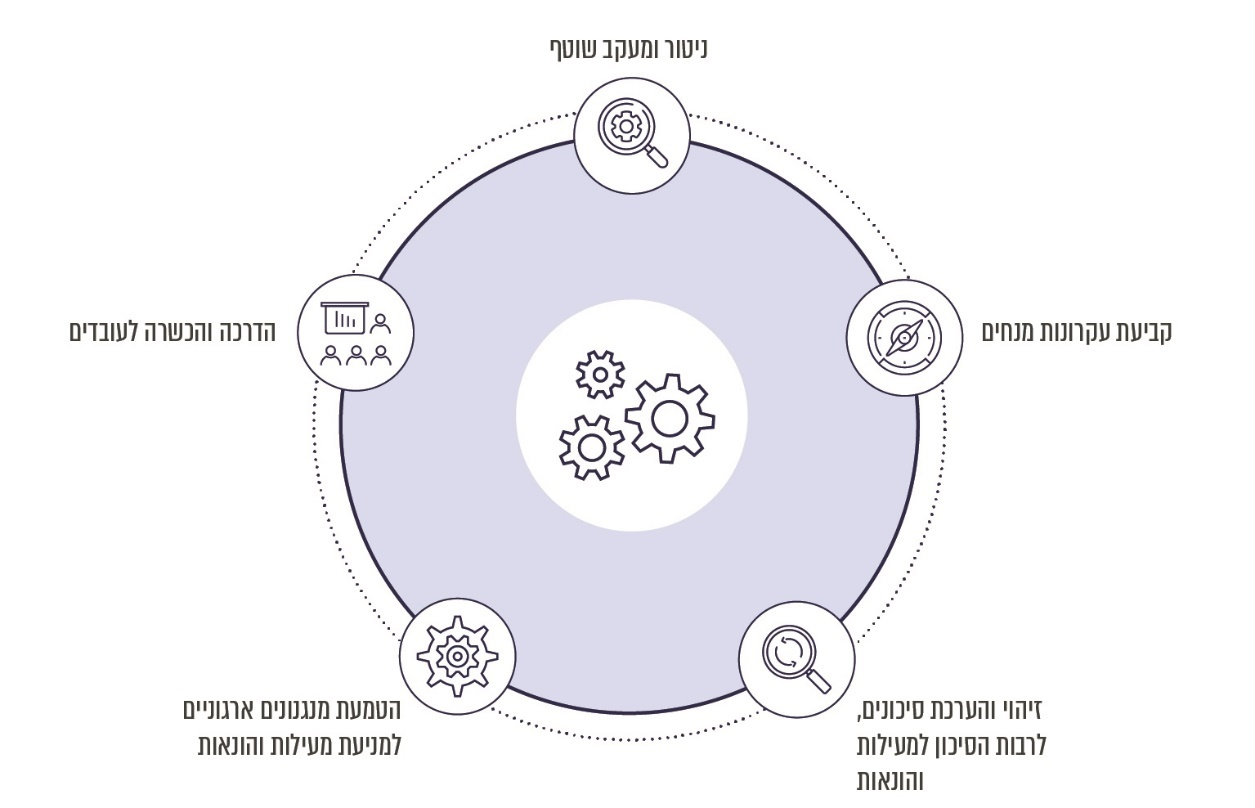 ניטור ומעקב שוטף
קביעת עקרונות מנחים
הדרכה והכשרה לעובדים
זיהוי והערכת סיכונים,
לרבות הסיכון למעילות
והונאות
הטמעת מנגנונים ארגוניים
למניעת מעילות והונאות